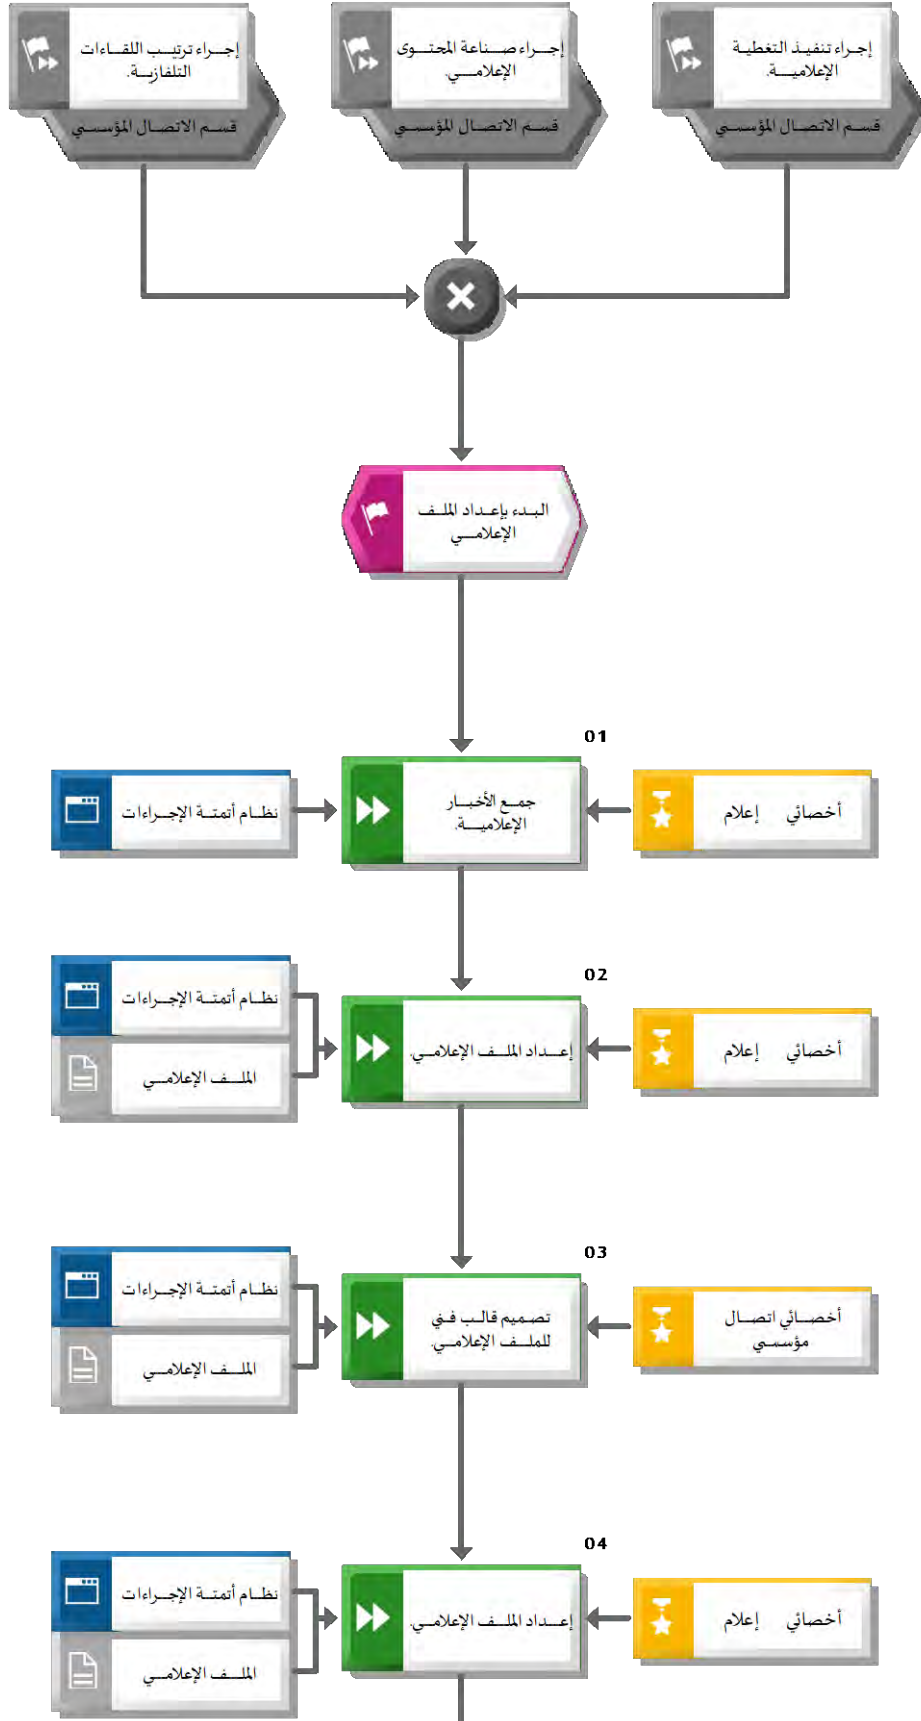 إجراء تنفيذ التغطية
الإعلامية.
قسم الاتصال المؤسسي
إجراء صناعة المحتوى
الإعلامي.
قسم الاتصال المؤسسي
إجراء ترتيب اللقاءات
التلفازية.
قسم الاتصال المؤسسي
البدء بإعداد الملف
الإعلامي
01
أخصائي إعلام
جمع الأخبار
الإعلامية.
نظام أتمتة الإجراءات
02
أخصائي إعلام
إعداد الملف الإعلامي.
نظام أتمتة الإجراءات
الملف الإعلامي
03
أخصائي اتصال
مؤسسي
تصميم قالب فني
للملف الإعلامي.
نظام أتمتة الإجراءات
الملف الإعلامي
04
أخصائي إعلام
إعداد الملف الإعلامي.
نظام أتمتة الإجراءات
الملف الإعلامي